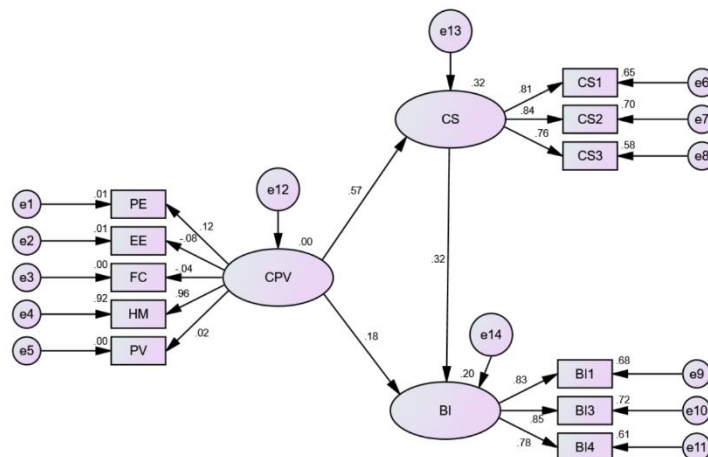 e13
.32
CS
.81
CS1
.65
e6
.84
CS2
.70
e7
.76
CS3
.58
e8
e1
.01
PE
.12
e2
.01
EE
-.08
e3
.00
FC
-.04
e4
.92
HM
.96
e5
.00
PV
.02
e12
.00
CPV
.57
.32
.18
e14
.20
BI
.83
BI1
.68
e9
.85
BI3
.72
e10
.78
BI4
.61
e11